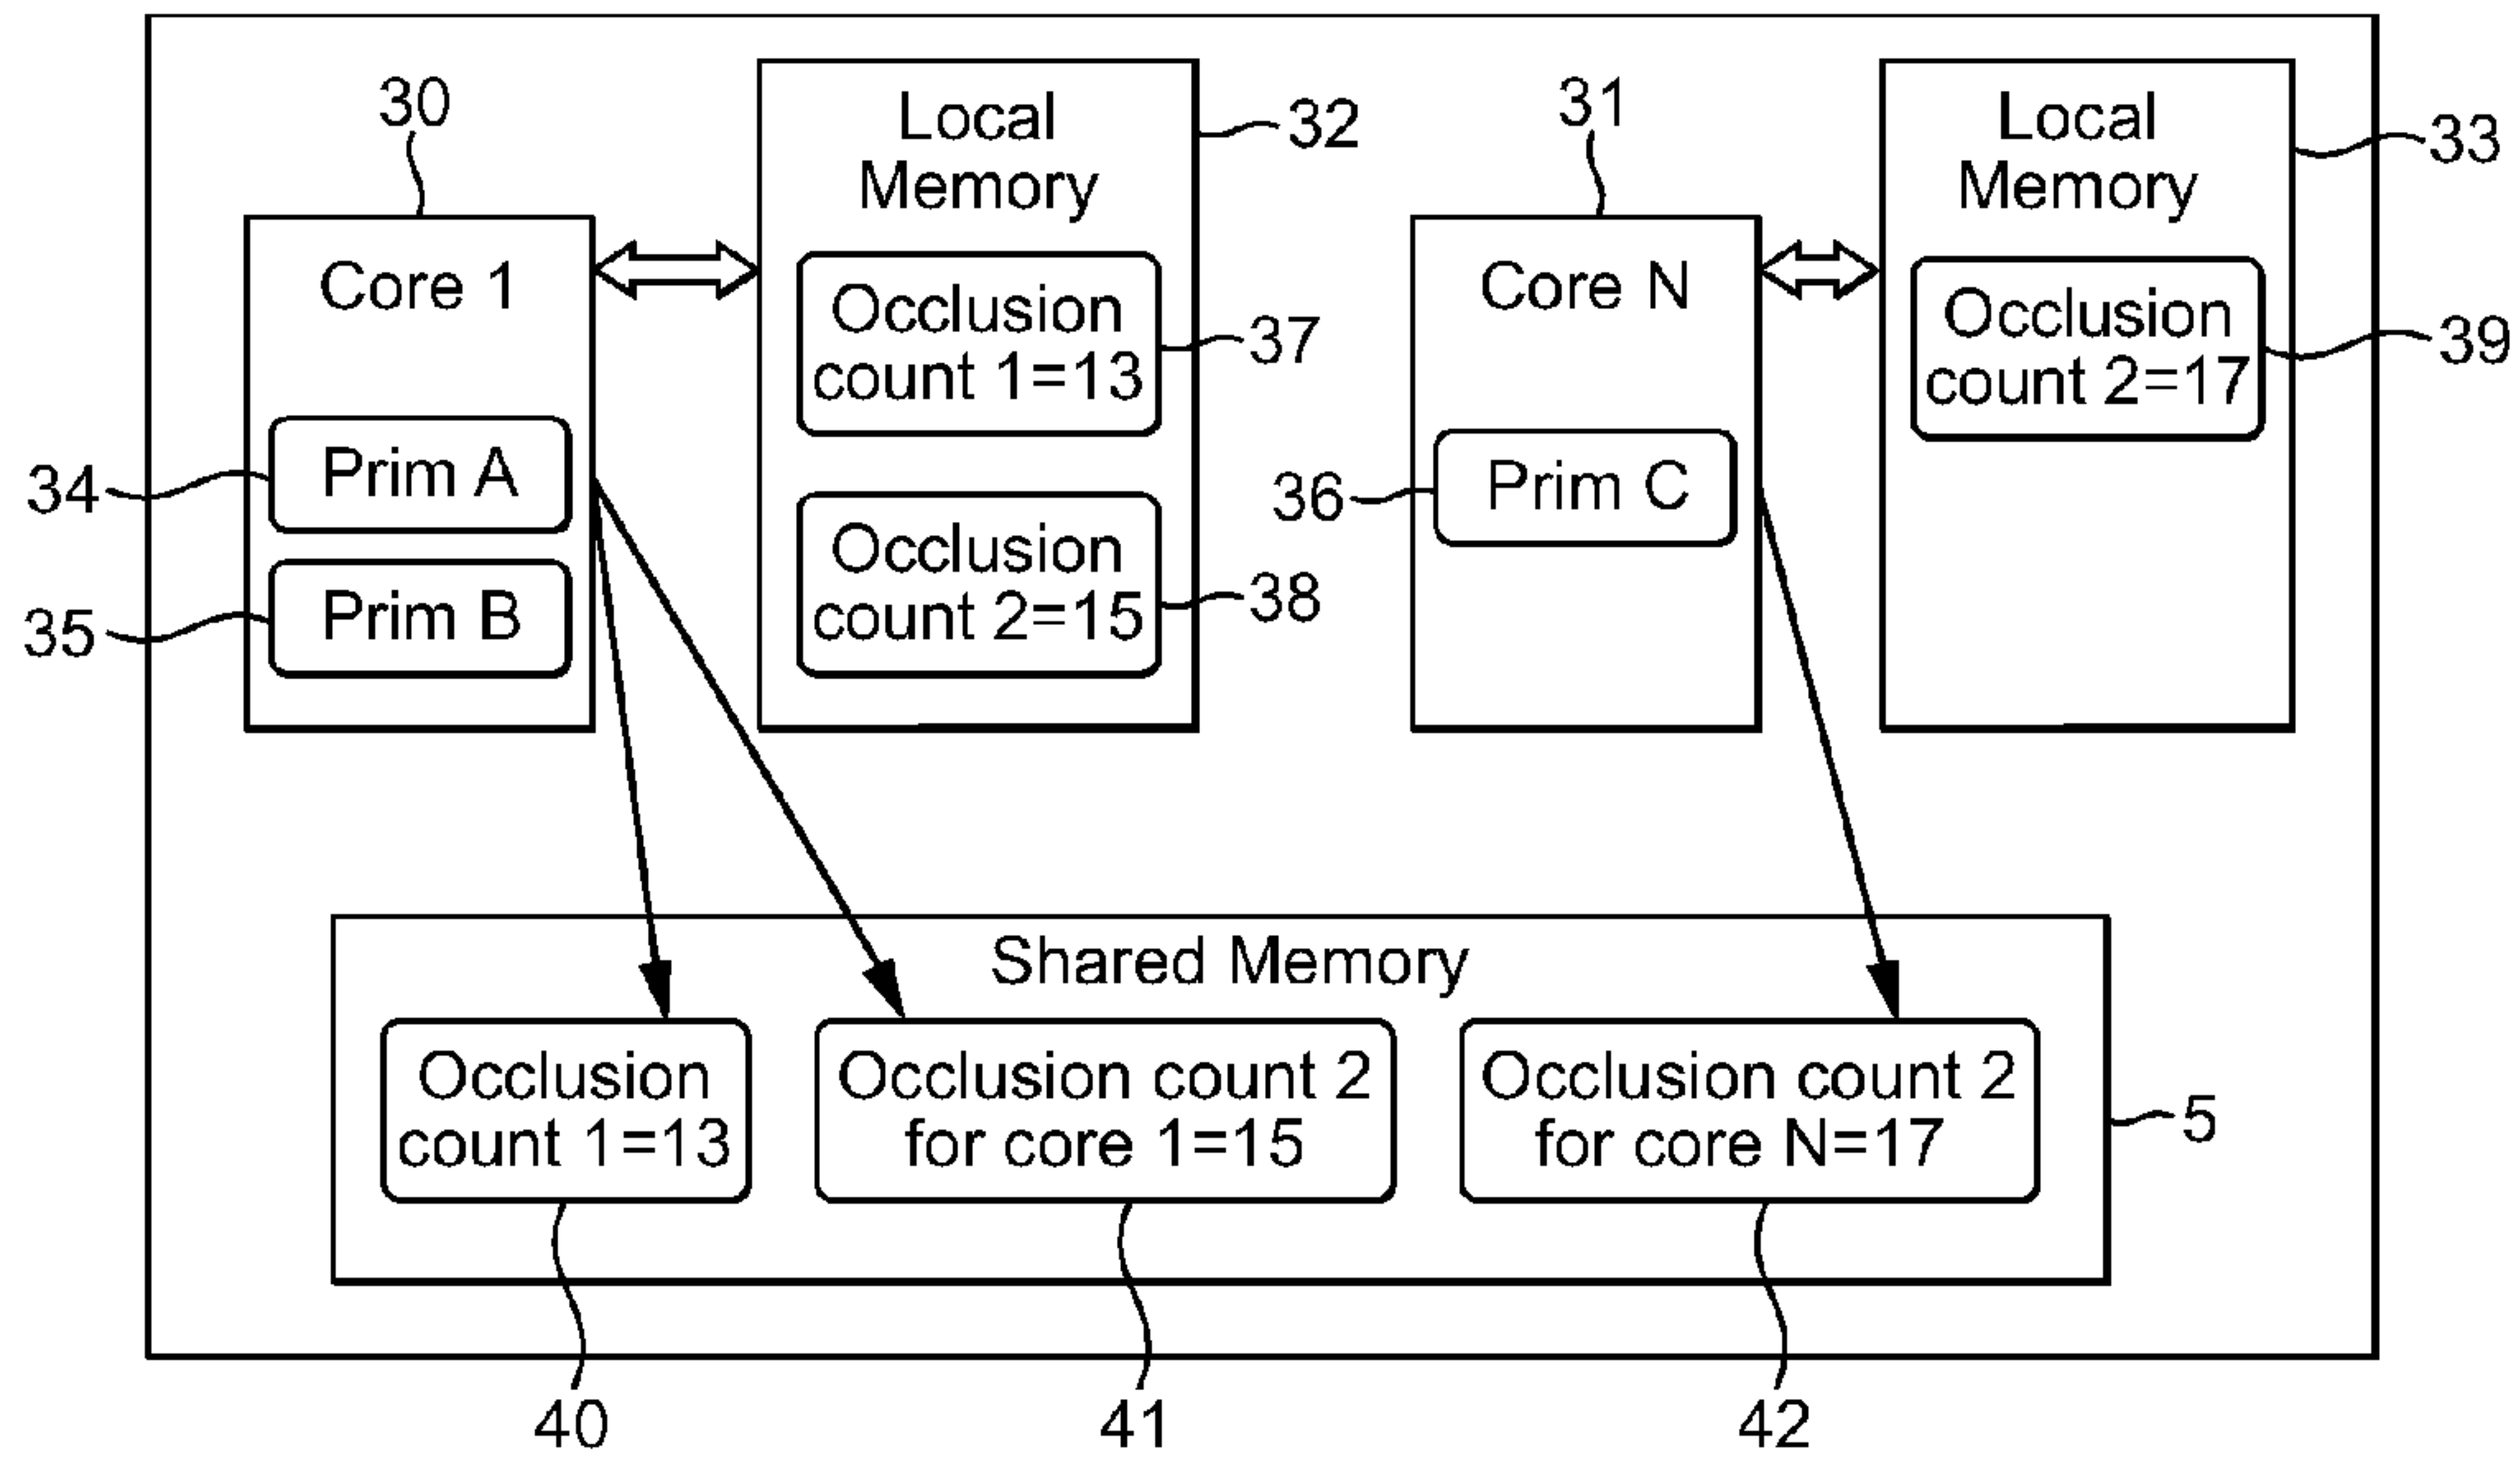 30
Local
Memory
32
31
Local
Memory
33
Core 1
Occlusion
count 1=13
37
Core N
Occlusion
count 2=17
39
34
Prim A
35
Prim B
Occlusion
count 2=15
38
36
Prim C
Shared Memory
Occlusion
count 1=13
Occlusion count 2
for core 1=15
Occlusion count 2
for core N=17
5
40
41
42